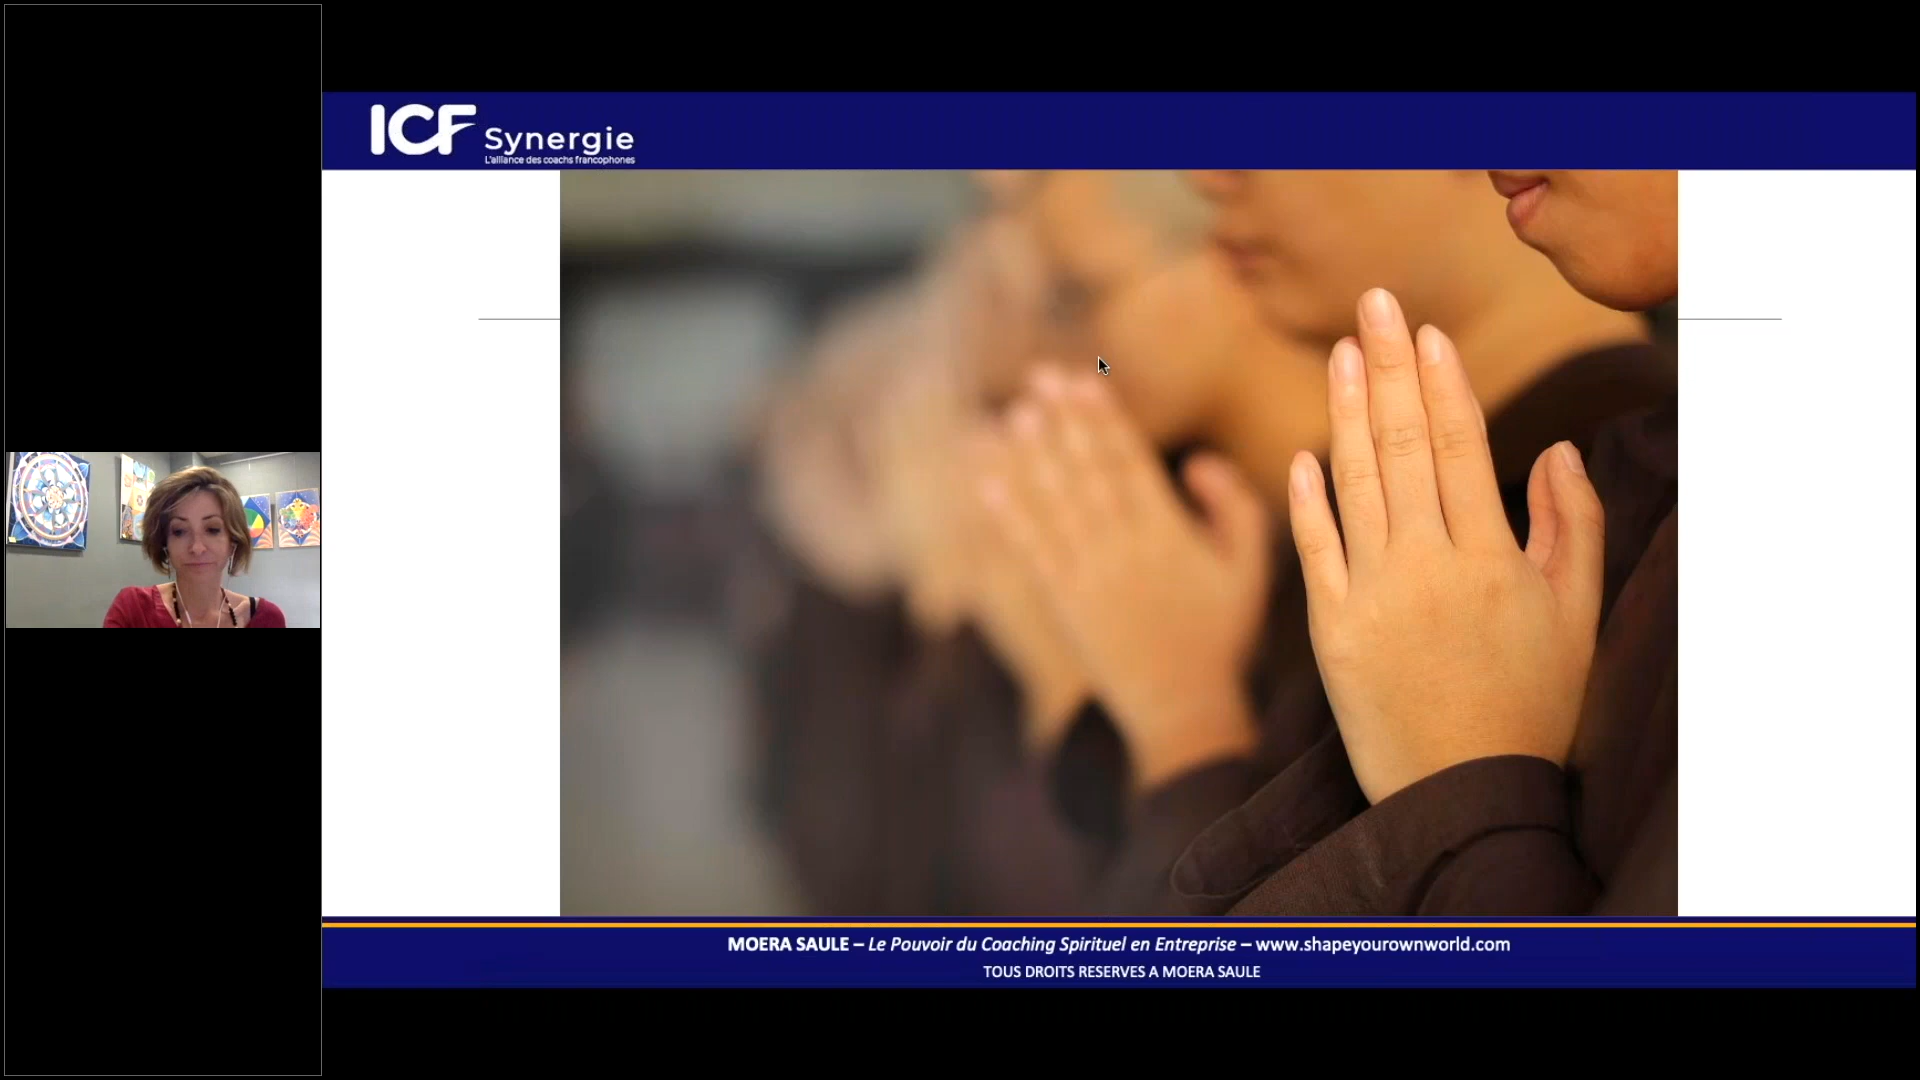 ICF Synergie
L'alliance des coachs francophones
MOERA SAULE – Le Pouvoir du Coaching Spirituel en Entreprise – www.shapeyourownworld.com
TOUS DROITS RESERVES A MOERA SAULE